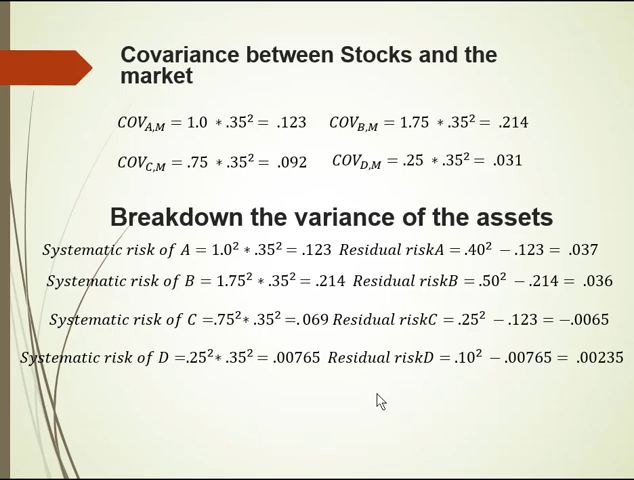 Covariance between Stocks and the
market
COV_{A,M} = 1.0 * .35² = .123 COV_{B,M} = 1.75 * .35² = .214
COV_{C,M} = .75 * .35² = .092 COV_{D,M} = .25 * .35² = .031
Breakdown the variance of the assets
Systematic risk of A = 1.0² * .35² = .123 Residual riskA = .40² − .123 = .037
Systematic risk of B = 1.75² * .35² = .214 Residual riskB = .50² − .214 = .036
Systematic risk of C =.75² * .35² =.069 Residual riskC = .25² − .123 = −.0065
Systematic risk of D =.25² * .35² = .00765 Residual riskD = .10² − .00765 = .00235